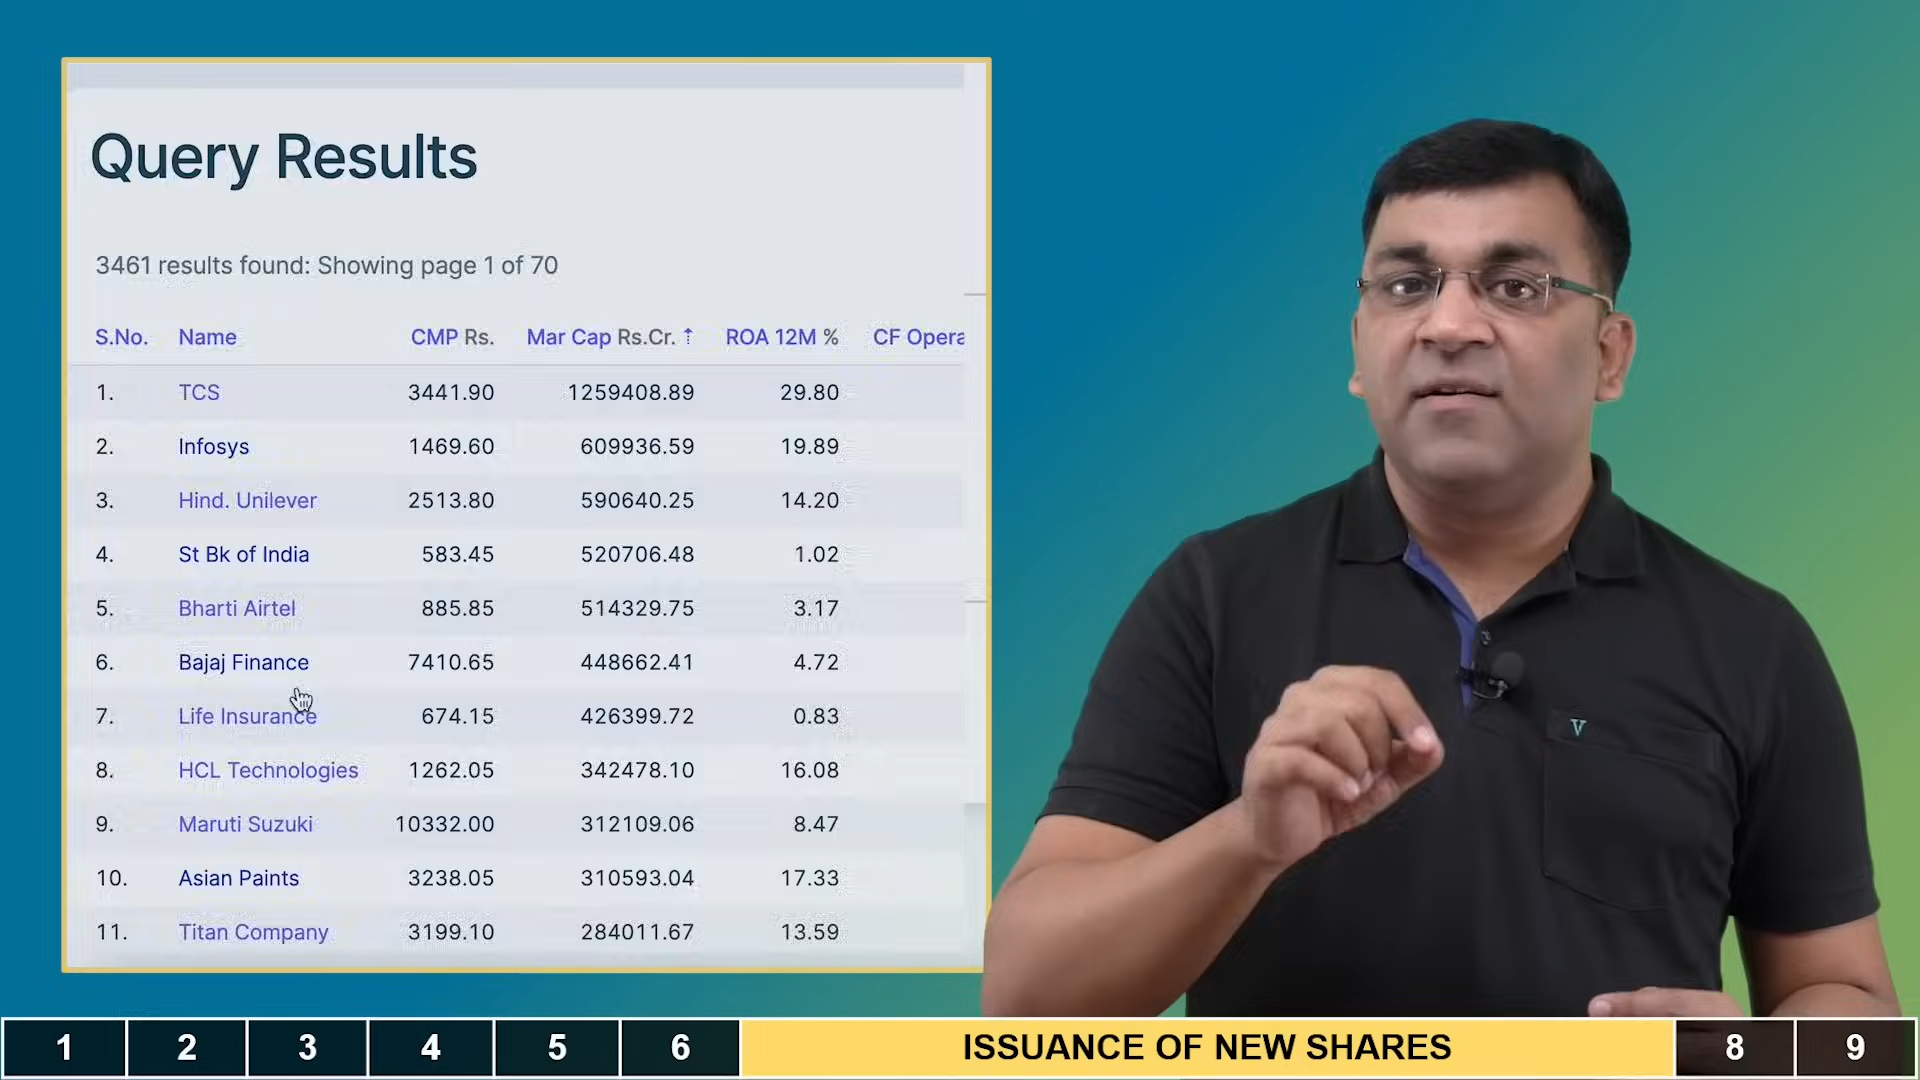 Query Results
3461 results found: Showing page 1 of 70
S.No. Name CMP Rs. Mar Cap Rs.Cr. ↑ ROA 12M % CF Opera
1. TCS 3441.90 1259408.89 29.80
2. Infosys 1469.60 609936.59 19.89
3. Hind. Unilever 2513.80 590640.25 14.20
4. St Bk of India 583.45 520706.48 1.02
5. Bharti Airtel 885.85 514329.75 3.17
6. Bajaj Finance 7410.65 448662.41 4.72
7. Life Insurance 674.15 426399.72 0.83
8. HCL Technologies 1262.05 342478.10 16.08
9. Maruti Suzuki 10332.00 312109.06 8.47
10. Asian Paints 3238.05 310593.04 17.33
11. Titan Company 3199.10 284011.67 13.59
V
1 2 3 4 5 6 ISSUANCE OF NEW SHARES 8 9